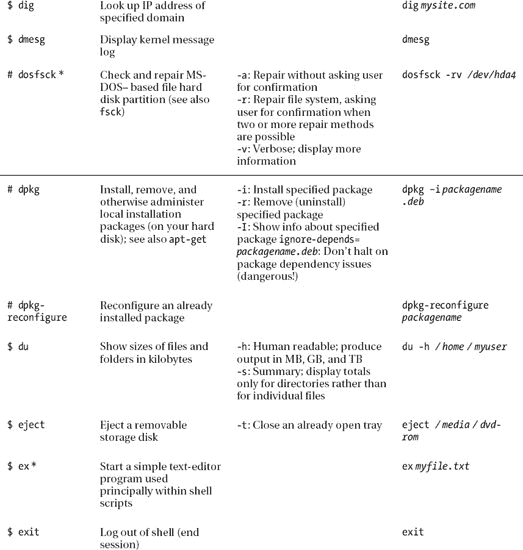 $ dig Look up IP address of specified domain dig mysite.com
$ dmesg Display kernel message log dmesg
# dosfsck * Check and repair MS-
DOS– based file hard
disk partition (see also
fsck)
-a: Repair without asking user
for confirmation
-r: Repair file system, asking
user for confirmation when
two or more repair methods
are possible
-v: Verbose; display more
information
dosfsck -rv /dev/hda4
# dpkg
Install, remove, and
otherwise administer
local installation
packages (on your hard
disk); see also apt-get
-i: Install specified package
-r: Remove (uninstall)
specified package
-I: Show info about specified
package ignore-depends=
packagename.deb: Don't halt on
package dependency issues
(dangerous!)
dpkg –i packagename
.deb
# dpkg-
reconfigure
Reconfigure an already
installed package
dpkg-reconfigure
packagename
$ du
Show sizes of files and
folders in kilobytes
-h: Human readable; produce
output in MB, GB, and TB
-s: Summary; display totals
only for directories rather than
for individual files
du -h /home/myuser
$ eject
Eject a removable
storage disk
-t: Close an already open tray
eject /media/dvd-
rom
$ ex *
Start a simple text-editor
program used
principally within shell
scripts
ex myfile.txt
$ exit
Log out of shell (end
session)
exit